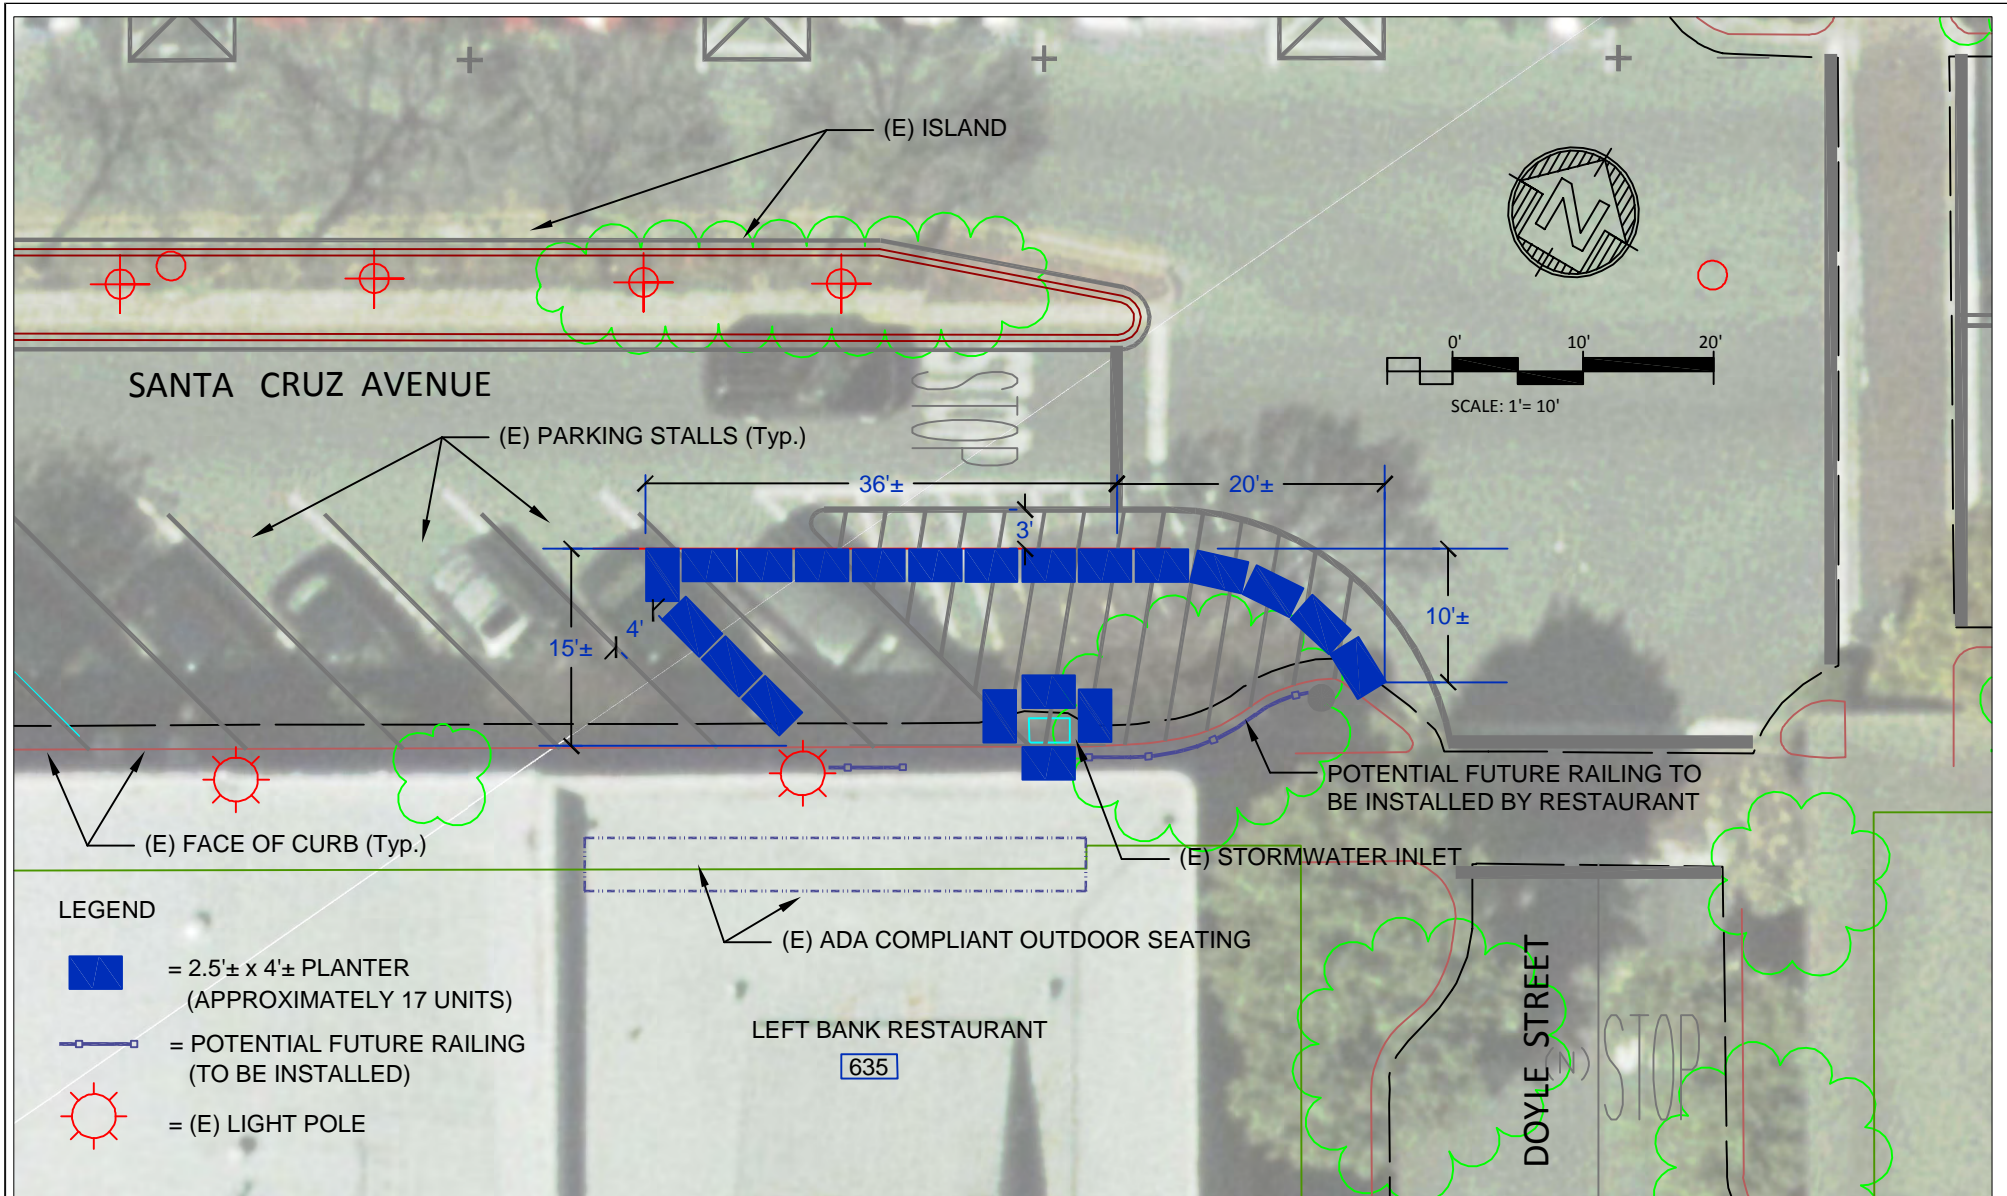 (E) ISLAND
N
0' 10' 20'
SCALE: 1'= 10'
SANTA CRUZ AVENUE
STOP
(E) PARKING STALLS (Typ.)
36'±
20'±
3'
4'
15'±
10'±
POTENTIAL FUTURE RAILING TO
BE INSTALLED BY RESTAURANT
(E) FACE OF CURB (Typ.)
(E) STORMWATER INLET
(E) ADA COMPLIANT OUTDOOR SEATING
LEGEND
= 2.5'± x 4'± PLANTER
(APPROXIMATELY 17 UNITS)
= POTENTIAL FUTURE RAILING
(TO BE INSTALLED)
= (E) LIGHT POLE
LEFT BANK RESTAURANT
635
DOYLE STREET
(N)
STOP